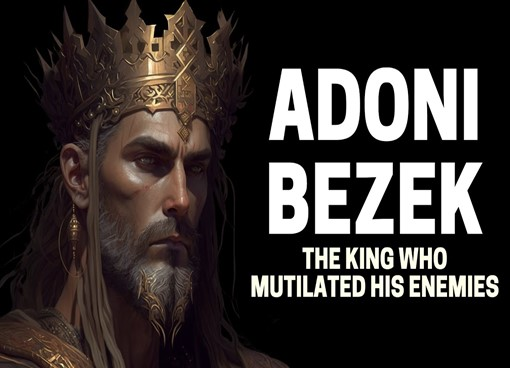 ADONI
BEZEK
THE KING WHO
MUTILATED HIS ENEMIES